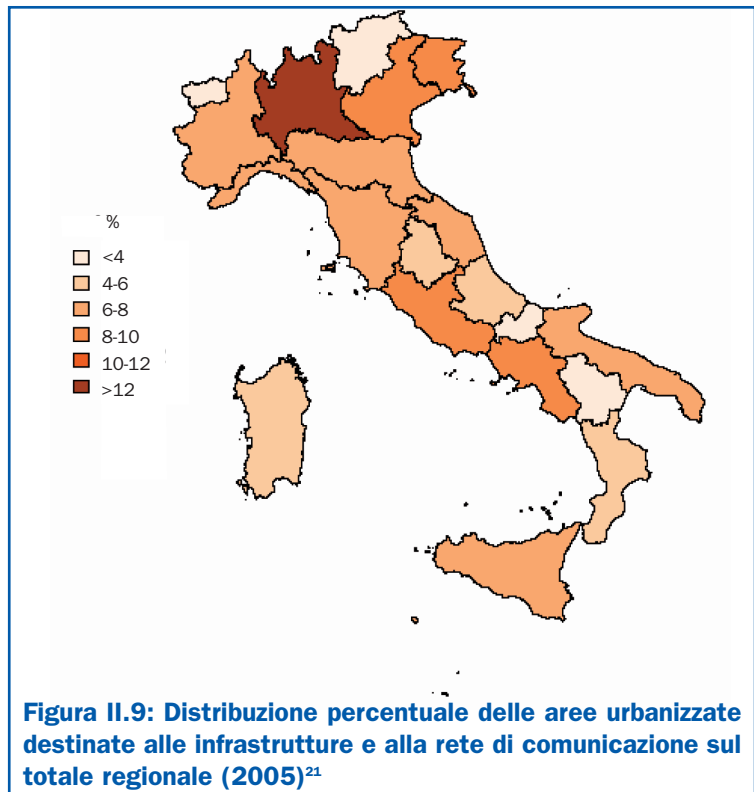 %
<4
4-6
6-8
8-10
10-12
>12
Figura II.9: Distribuzione percentuale delle aree urbanizzate
destinate alle infrastrutture e alla rete di comunicazione sul
totale regionale (2005)²¹